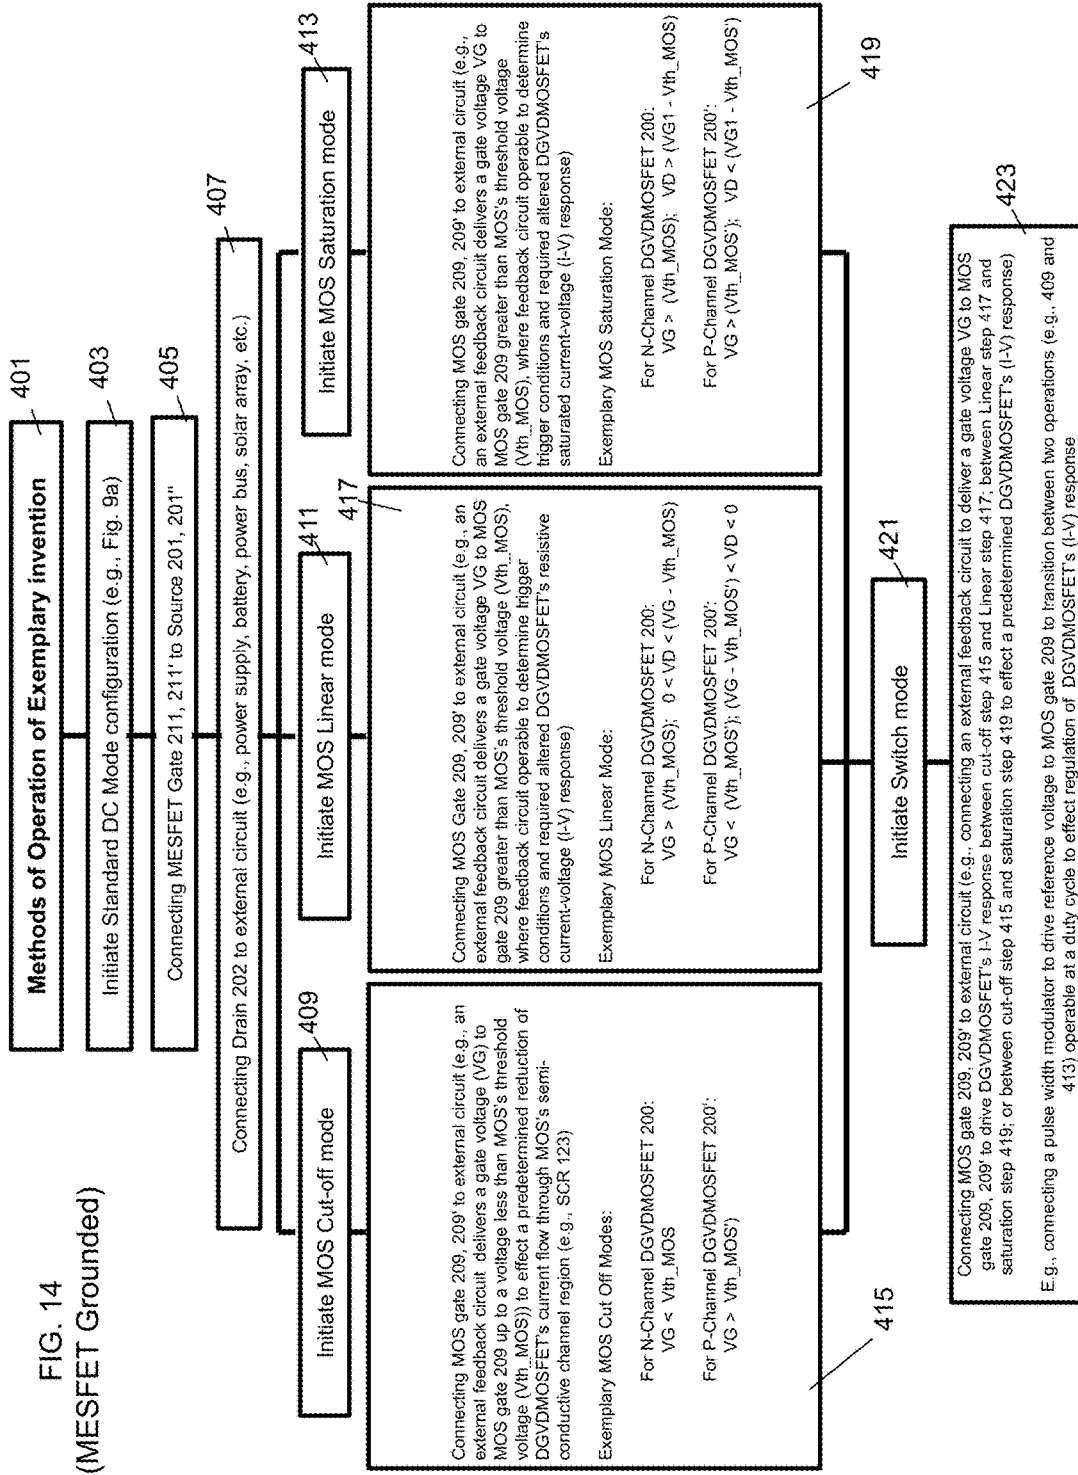 FIG. 14
(MESFET Grounded)
Methods of Operation of Exemplary invention
401
Initiate Standard DC Mode configuration (e.g., Fig. 9a)
403
Connecting MESFET Gate 211, 211' to Source 201, 201"
405
Connecting Drain 202 to external circuit (e.g., power supply, battery, power bus, solar array, etc.)
407
Initiate MOS Cut-off mode
409
Initiate MOS Linear mode
411
Initiate MOS Saturation mode
413
Connecting MOS gate 209, 209' to external circuit (e.g., an
external feedback circuit delivers a gate voltage (VG) to
MOS gate 209 up to a voltage less than MOS's threshold
voltage (Vth_MOS)) to effect a predetermined reduction of
DGVDMOSFET's current flow through MOS's semi-
conductive channel region (e.g., SCR 123)
Exemplary MOS Cut Off Modes:
For N-Channel DGVDMOSFET 200:
VG < Vth_MOS
For P-Channel DGVDMOSFET 200':
VG > Vth_MOS')
415
Connecting MOS Gate 209, 209' to external circuit (e.g., an
external feedback circuit delivers a gate voltage VG to MOS
gate 209 greater than MOS's threshold voltage (Vth_MOS),
where feedback circuit operable to determine trigger
conditions and required altered DGVDMOSFET's resistive
current-voltage (I-V) response)
Exemplary MOS Linear Mode:
For N-Channel DGVDMOSFET 200:
VG > (Vth_MOS); 0 < VD < (VG - Vth_MOS)
For P-Channel DGVDMOSFET 200':
VG < (Vth_MOS'); (VG - Vth_MOS') < VD < 0
417
Connecting MOS gate 209, 209' to external circuit (e.g.,
an external feedback circuit delivers a gate voltage VG to
MOS gate 209 greater than MOS's threshold voltage
(Vth_MOS), where feedback circuit operable to determine
trigger conditions and required altered DGVDMOSFET's
saturated current-voltage (I-V) response)
Exemplary MOS Saturation Mode:
For N-Channel DGVDMOSFET 200:
VG > (Vth_MOS); VD > (VG1 - Vth_MOS)
For P-Channel DGVDMOSFET 200':
VG > (Vth_MOS'); VD < (VG1 - Vth_MOS')
419
Initiate Switch mode
421
Connecting MOS gate 209, 209' to external circuit (e.g., connecting an external feedback circuit to deliver a gate voltage VG to MOS
gate 209, 209' to drive DGVDMOSFET's I-V response between cut-off step 415 and Linear step 417; between Linear step 417 and
saturation step 419; or between cut-off step 415 and saturation step 419 to effect a predetermined DGVDMOSFET's (I-V) response)
E.g., connecting a pulse width modulator to drive reference voltage to MOS gate 209 to transition between two operations (e.g., 409 and
413) operable at a duty cycle to effect regulation of DGVDMOSFET's (I-V) response
423